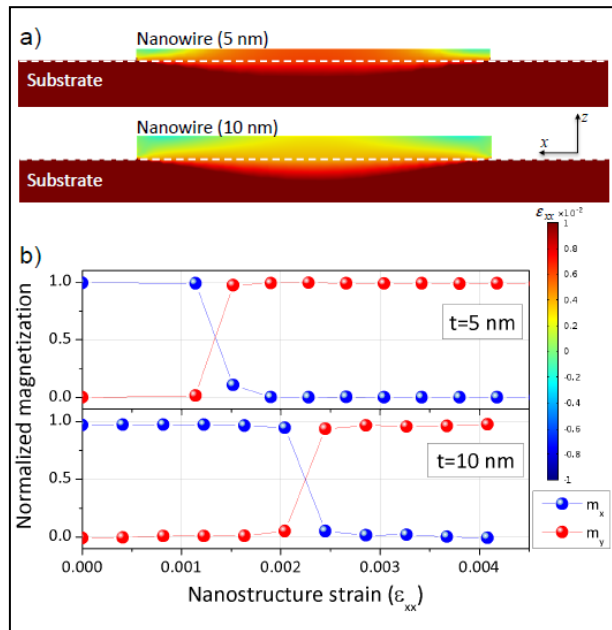 a)
Nanowire (5 nm)
Substrate
Nanowire (10 nm)
Substrate
z
x
εxx ×10⁻²
1
0.8
0.6
0.4
0.2
0
-0.2
-0.4
-0.6
-0.8
-1
b)
Normalized magnetization
1.0
0.5
0.0
t=5 nm
1.0
0.5
0.0
t=10 nm
0.000 0.001 0.002 0.003 0.004
Nanostructure strain (εxx)
mx
my